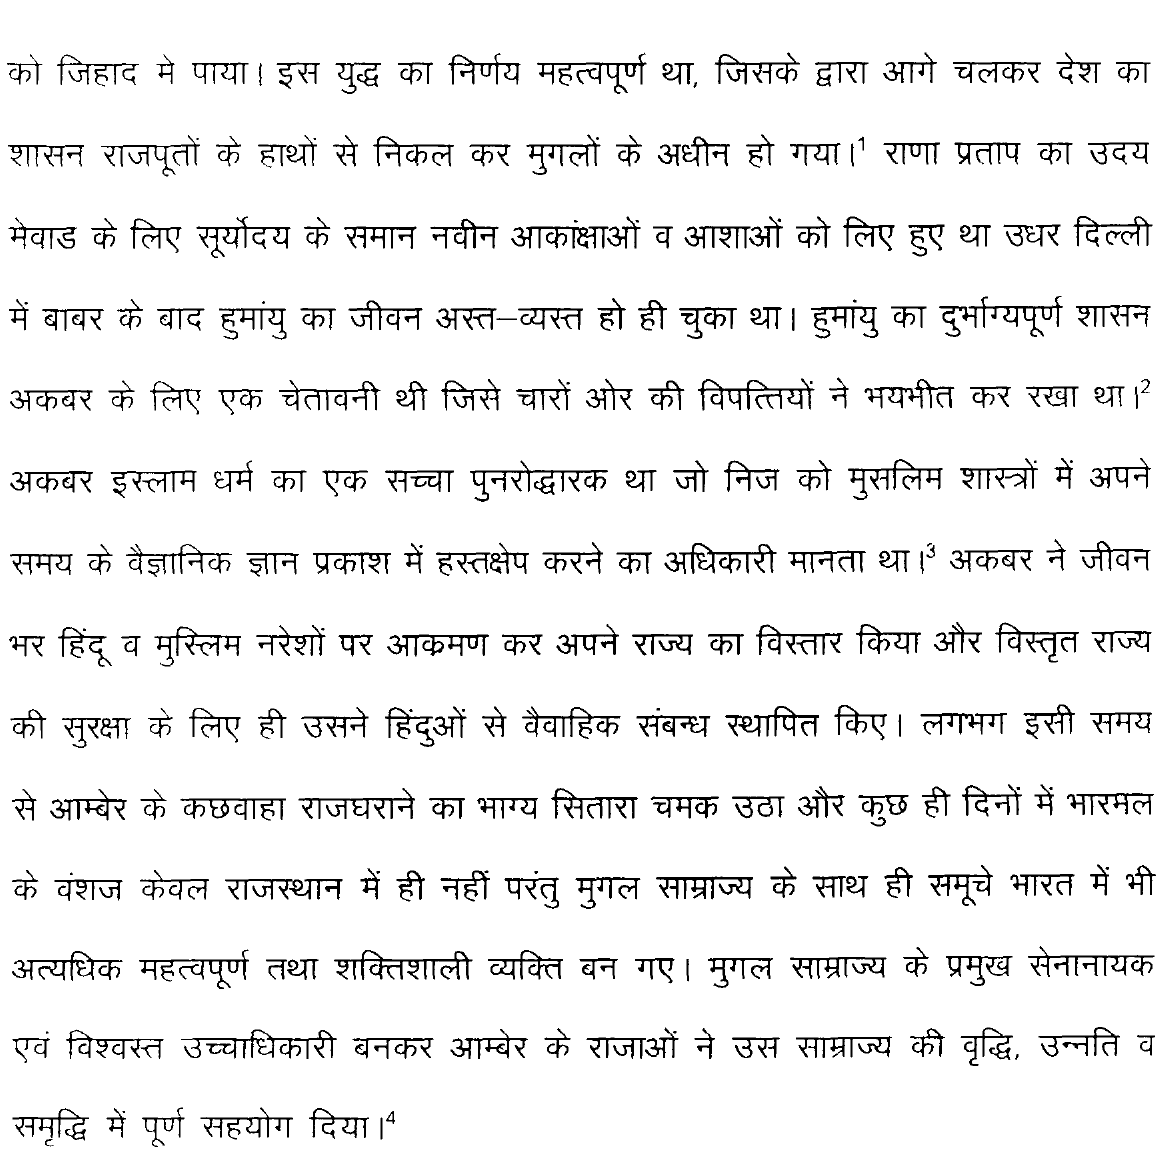 को जिहाद मे पाया। इस युद्ध का निर्णय महत्वपूर्ण था, जिसके द्वारा आगे चलकर देश का
शासन राजपूतों के हाथों से निकल कर मुगलों के अधीन हो गया।¹ राणा प्रताप का उदय
मेवाड के लिए सूर्योदय के समान नवीन आकांक्षाओं व आशाओं को लिए हुए था उधर दिल्ली
में बाबर के बाद हुमांयु का जीवन अस्त–व्यस्त हो ही चुका था। हुमांयु का दुर्भाग्यपूर्ण शासन
अकबर के लिए एक चेतावनी थी जिसे चारों ओर की विपत्तियों ने भयभीत कर रखा था।²
अकबर इस्लाम धर्म का एक सच्चा पुनरोद्धारक था जो निज को मुसलिम शास्त्रों में अपने
समय के वैज्ञानिक ज्ञान प्रकाश में हस्तक्षेप करने का अधिकारी मानता था।³ अकबर ने जीवन
भर हिंदू व मुस्लिम नरेशों पर आकमण कर अपने राज्य का विस्तार किया और विस्तृत राज्य
की सुरक्षा के लिए ही उसने हिंदुओं से वैवाहिक संबन्ध स्थापित किए। लगभग इसी समय
से आम्बेर के कछवाहा राजघराने का भाग्य सितारा चमक उठा और कुछ ही दिनों में भारमल
के वंशज केवल राजस्थान में ही नहीं परंतु मुगल साम्राज्य के साथ ही समूचे भारत में भी
अत्यधिक महत्वपूर्ण तथा शक्तिशाली व्यक्ति बन गए। मुगल साम्राज्य के प्रमुख सेनानायक
एवं विश्वस्त उच्चाधिकारी बनकर आम्बेर के राजाओं ने उस साम्राज्य की वृद्धि, उन्नति व
समृद्धि में पूर्ण सहयोग दिया।⁴